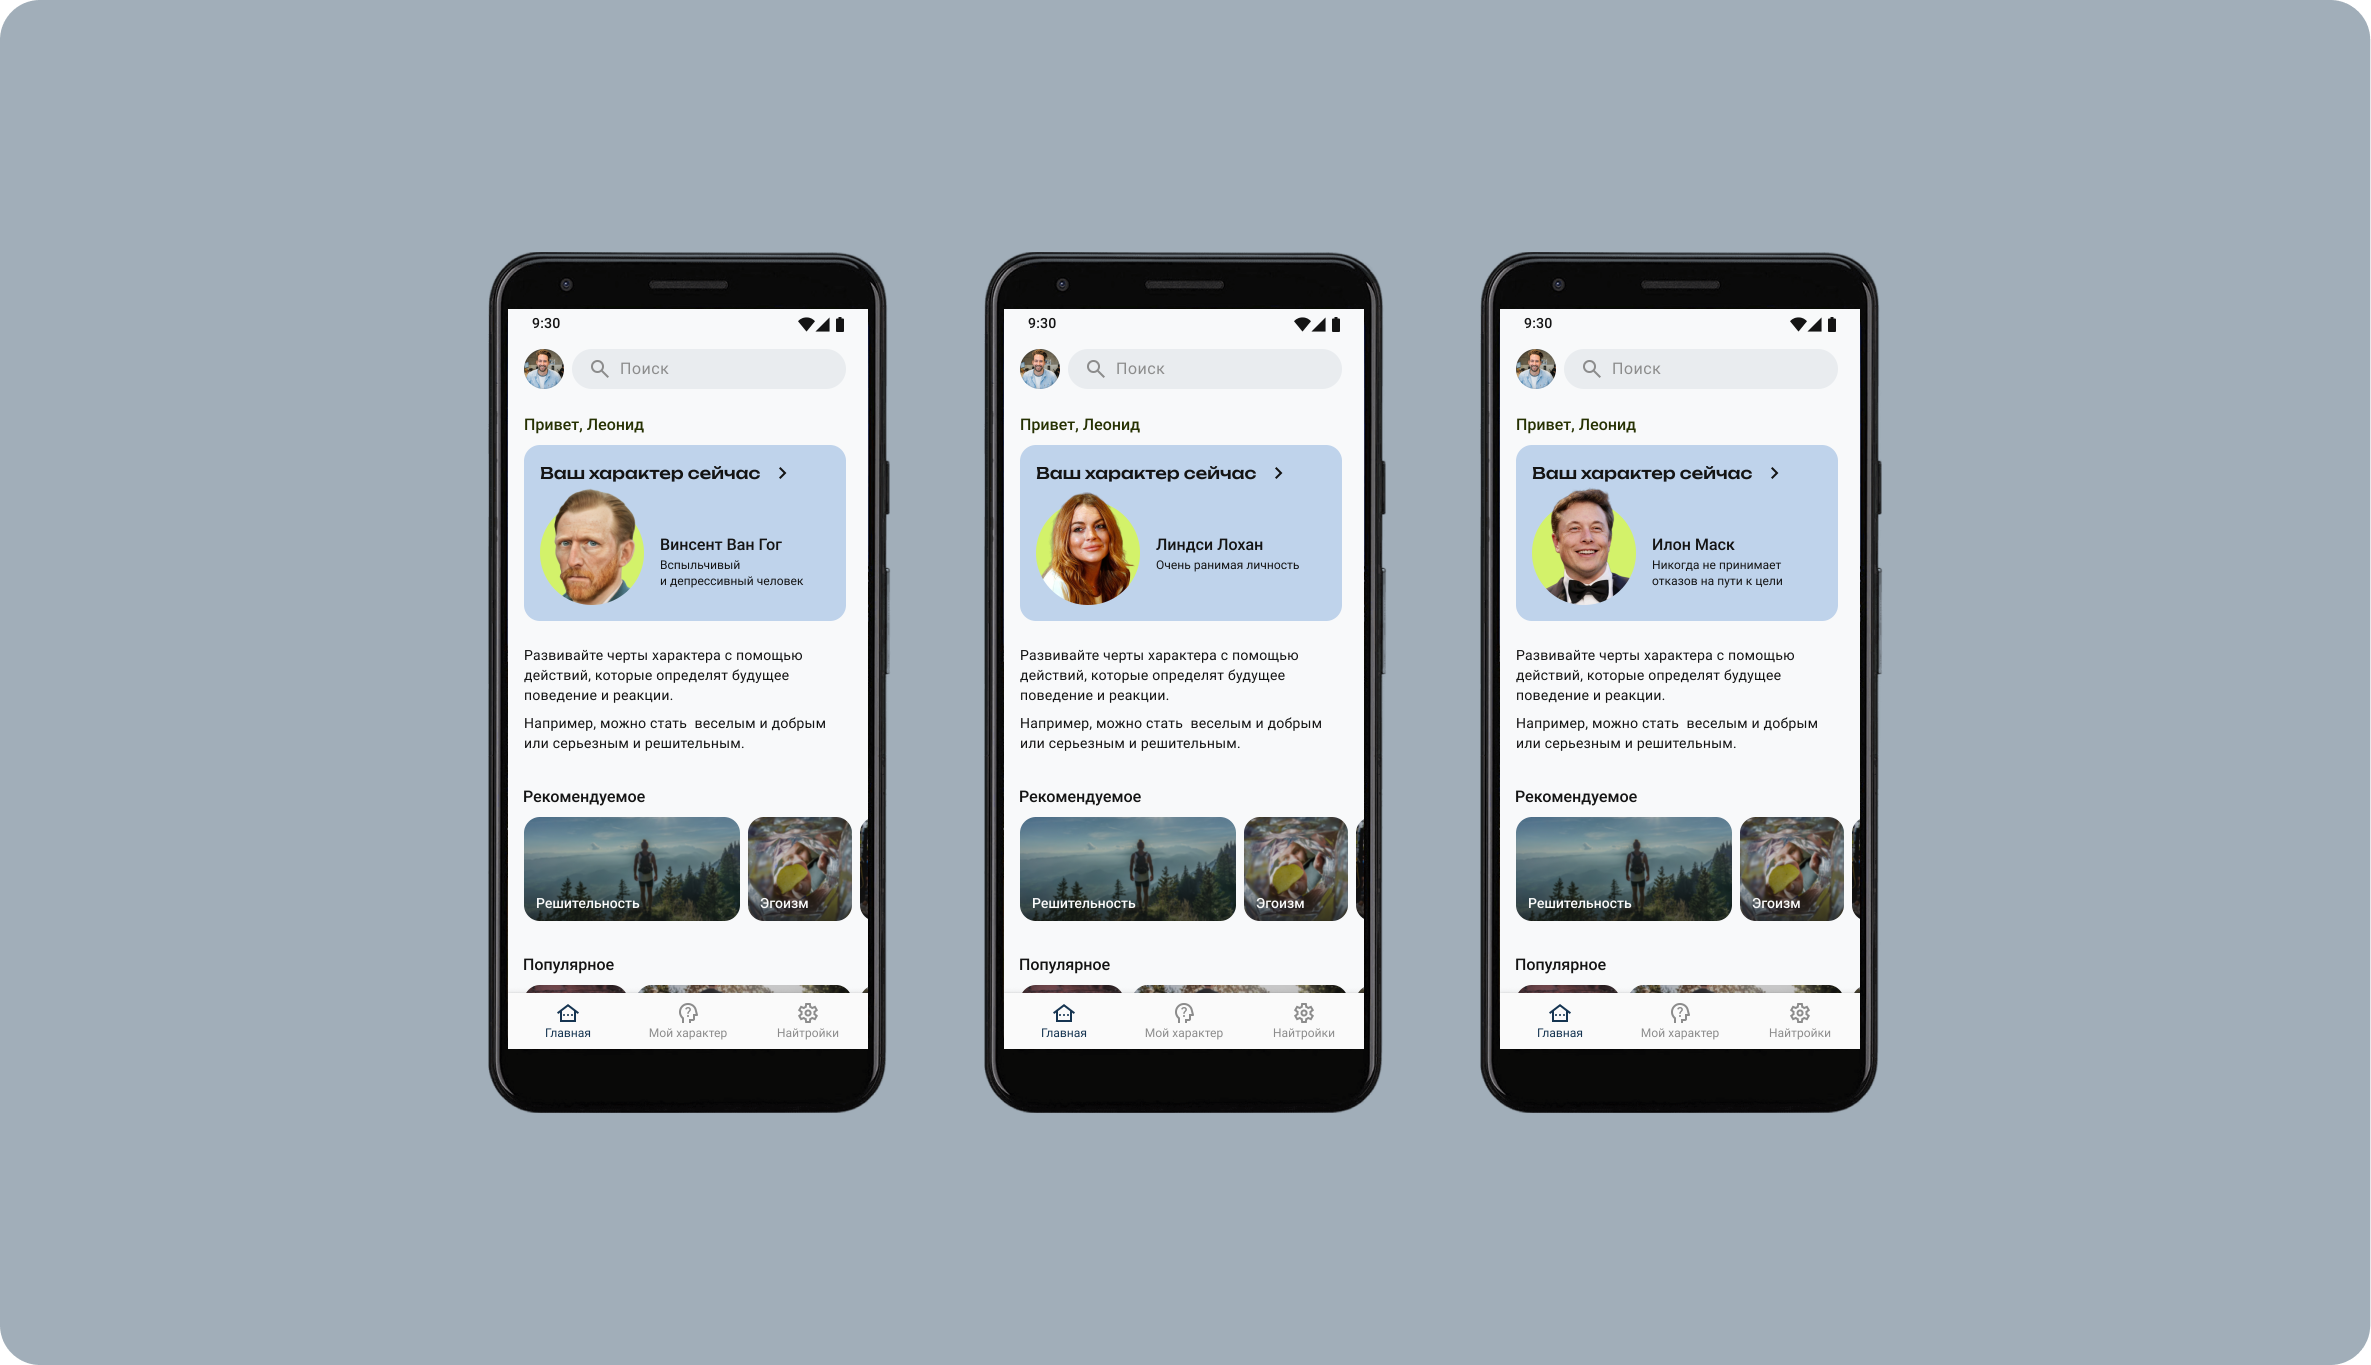 9:30
Поиск
Привет, Леонид
Ваш характер сейчас
Винсент Ван Гог
Вспыльчивый
и депрессивный человек
Развивайте черты характера с помощью
действий, которые определят будущее
поведение и реакции.
Например, можно стать  веселым и добрым
или серьезным и решительным.
Рекомендуемое
Решительность
Эгоизм
Популярное
Главная
Мой характер
Найтройки
9:30
Поиск
Привет, Леонид
Ваш характер сейчас
Линдси Лохан
Очень ранимая личность
Развивайте черты характера с помощью
действий, которые определят будущее
поведение и реакции.
Например, можно стать  веселым и добрым
или серьезным и решительным.
Рекомендуемое
Решительность
Эгоизм
Популярное
Главная
Мой характер
Найтройки
9:30
Поиск
Привет, Леонид
Ваш характер сейчас
Илон Маск
Никогда не принимает
отказов на пути к цели
Развивайте черты характера с помощью
действий, которые определят будущее
поведение и реакции.
Например, можно стать  веселым и добрым
или серьезным и решительным.
Рекомендуемое
Решительность
Эгоизм
Популярное
Главная
Мой характер
Найтройки